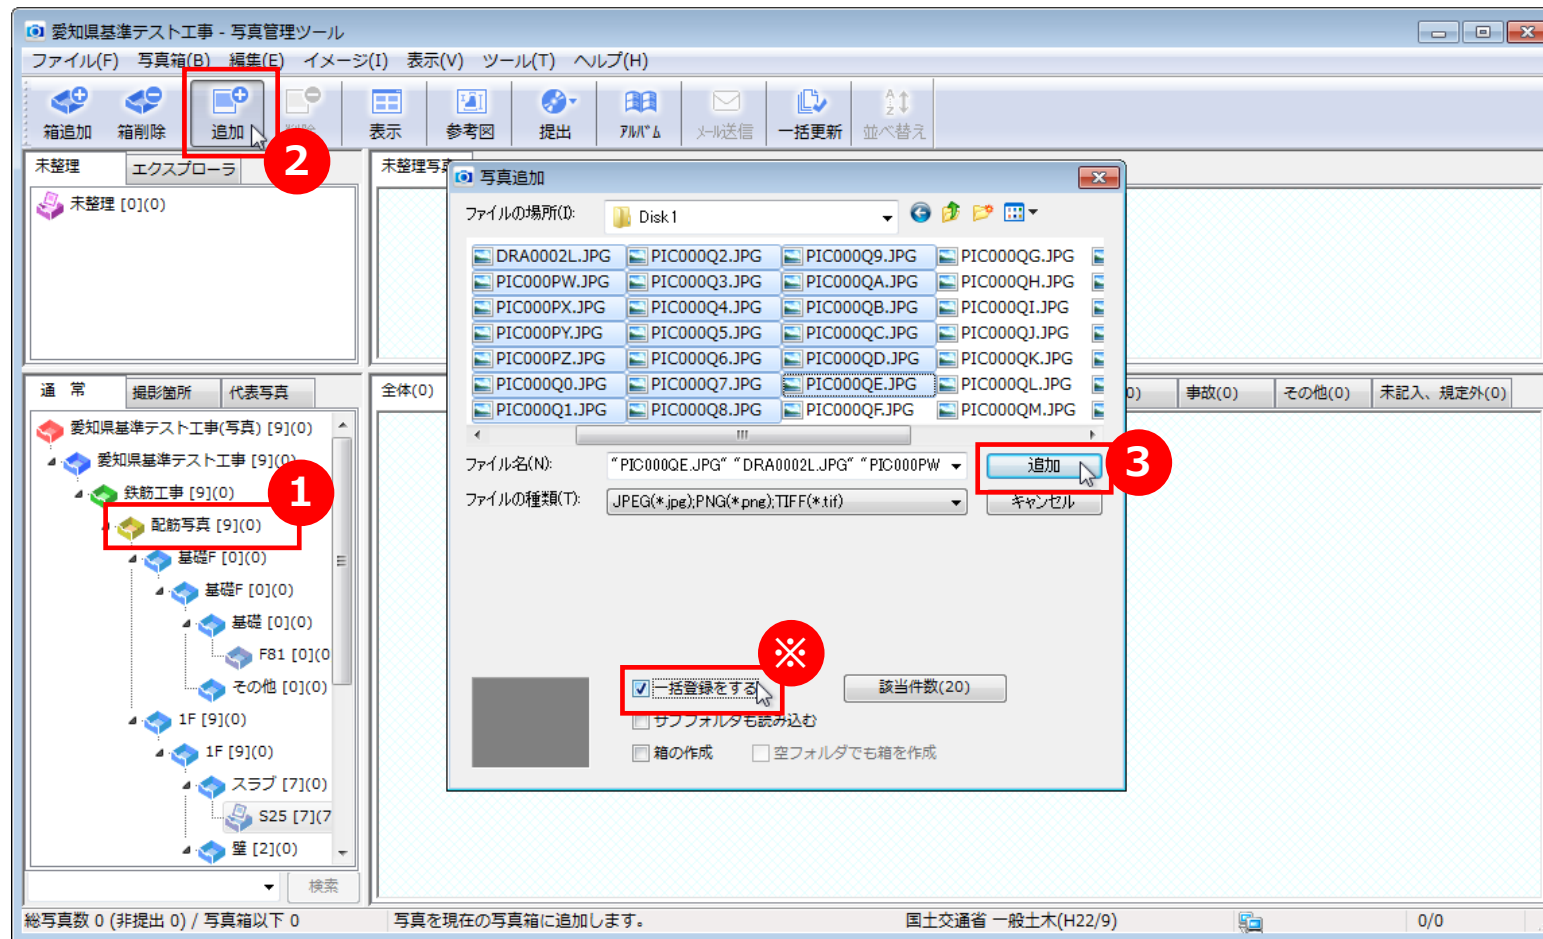 愛知県基準テスト工事 - 写真管理ツール
ファイル(F) 写真箱(B) 編集(E) イメージ(I) 表示(V) ツール(T) ヘルプ(H)
箱追加 箱削除 追加 表示 参考図 提出 ｱﾙﾊﾞﾑ ﾒｰﾙ送信 一括更新 並べ替え
2
未整理 エクスプローラ
未整理 [0](0)
未整理写真
写真追加
ファイルの場所(I): Disk1
DRA0002L.JPG PIC000Q2.JPG PIC000Q9.JPG PIC000QG.JPG
PIC000PW.JPG PIC000Q3.JPG PIC000QA.JPG PIC000QH.JPG
PIC000PX.JPG PIC000Q4.JPG PIC000QB.JPG PIC000QI.JPG
PIC000PY.JPG PIC000Q5.JPG PIC000QC.JPG PIC000QJ.JPG
PIC000PZ.JPG PIC000Q6.JPG PIC000QD.JPG PIC000QK.JPG
PIC000Q0.JPG PIC000Q7.JPG PIC000QE.JPG PIC000QL.JPG
PIC000Q1.JPG PIC000Q8.JPG PIC000QF.JPG PIC000QM.JPG
ファイル名(N): "PIC000QE.JPG" "DRA0002L.JPG" "PIC000PW 追加
3
ファイルの種類(T): JPEG(*.jpg);PNG(*.png);TIFF(*.tif) キャンセル
※
一括登録をする 該当件数(20)
サブフォルダも読み込む
箱の作成 空フォルダでも箱を作成
通 常 撮影箇所 代表写真
全体(0) 0) 事故(0) その他(0) 未記入、規定外(0)
愛知県基準テスト工事(写真) [9](0)
愛知県基準テスト工事 [9](0)
鉄筋工事 [9](0)
1
配筋写真 [9](0)
基礎F [0](0)
基礎F [0](0)
基礎 [0](0)
F81 [0](0
その他 [0](0)
1F [9](0)
1F [9](0)
スラブ [7](0)
S25 [7](7
壁 [2](0)
検索
総写真数 0 (非提出 0) / 写真箱以下 0 写真を現在の写真箱に追加します。 国土交通省 一般土木(H22/9) 0/0